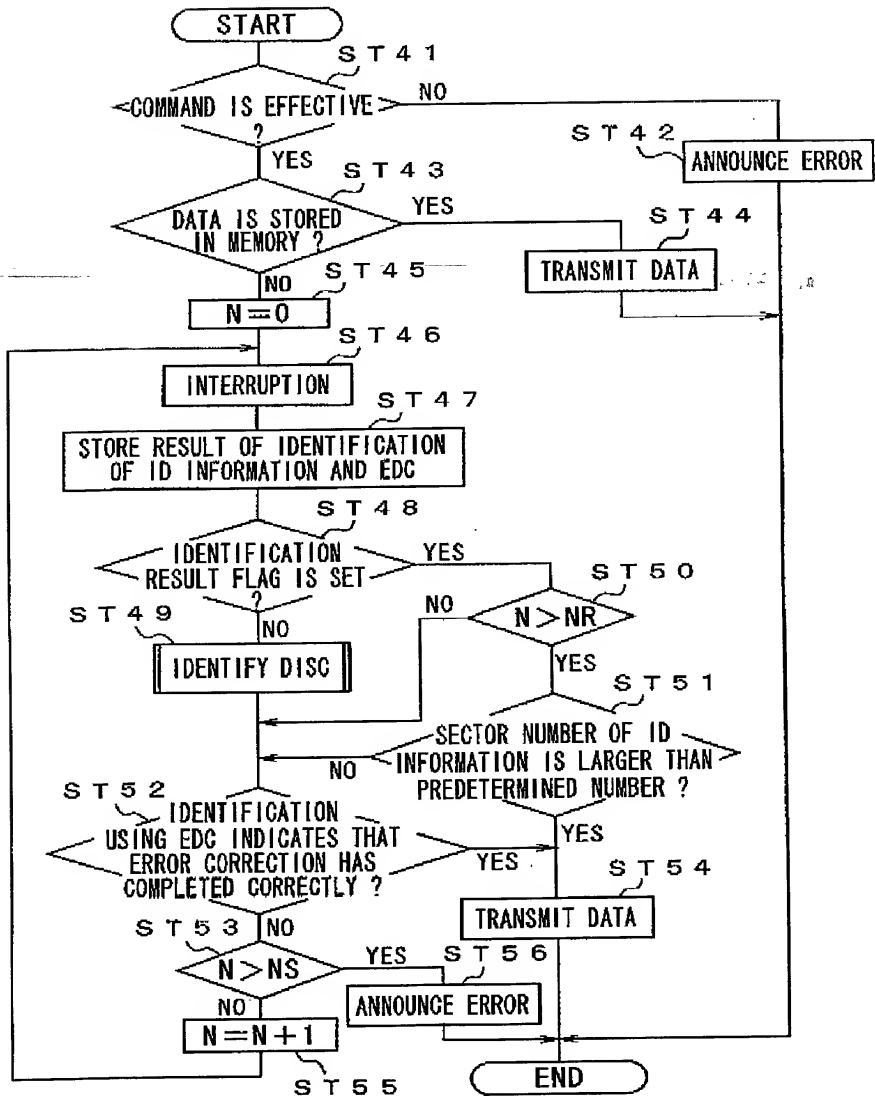 START
ST41
COMMAND IS EFFECTIVE
?
NO
YES
ST42
ANNOUNCE ERROR
ST43
DATA IS STORED
IN MEMORY ?
YES
NO
ST44
TRANSMIT DATA
ST45
N=0
ST46
INTERRUPTION
ST47
STORE RESULT OF IDENTIFICATION
OF ID INFORMATION AND EDC
ST48
IDENTIFICATION
RESULT FLAG IS SET
?
YES
NO
ST49
IDENTIFY DISC
ST50
N>NR
NO
YES
ST51
SECTOR NUMBER OF ID
INFORMATION IS LARGER THAN
PREDETERMINED NUMBER ?
NO
YES
ST52
IDENTIFICATION
USING EDC INDICATES THAT
ERROR CORRECTION HAS
COMPLETED CORRECTLY ?
YES
NO
ST54
TRANSMIT DATA
ST53
N>NS
YES
NO
ST56
ANNOUNCE ERROR
N=N+1
ST55
END